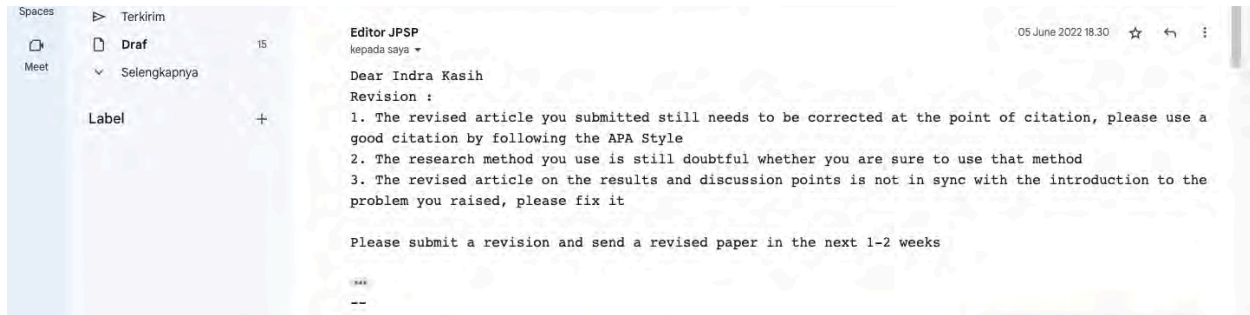 Spaces
Meet
Terkirim
Draf 15
Selengkapnya
Label +
Editor JPSP
05 June 2022 18.30
kepada saya
Dear Indra Kasih
Revision :
1. The revised article you submitted still needs to be corrected at the point of citation, please use a
good citation by following the APA Style
2. The research method you use is still doubtful whether you are sure to use that method
3. The revised article on the results and discussion points is not in sync with the introduction to the
problem you raised, please fix it
Please submit a revision and send a revised paper in the next 1-2 weeks
--